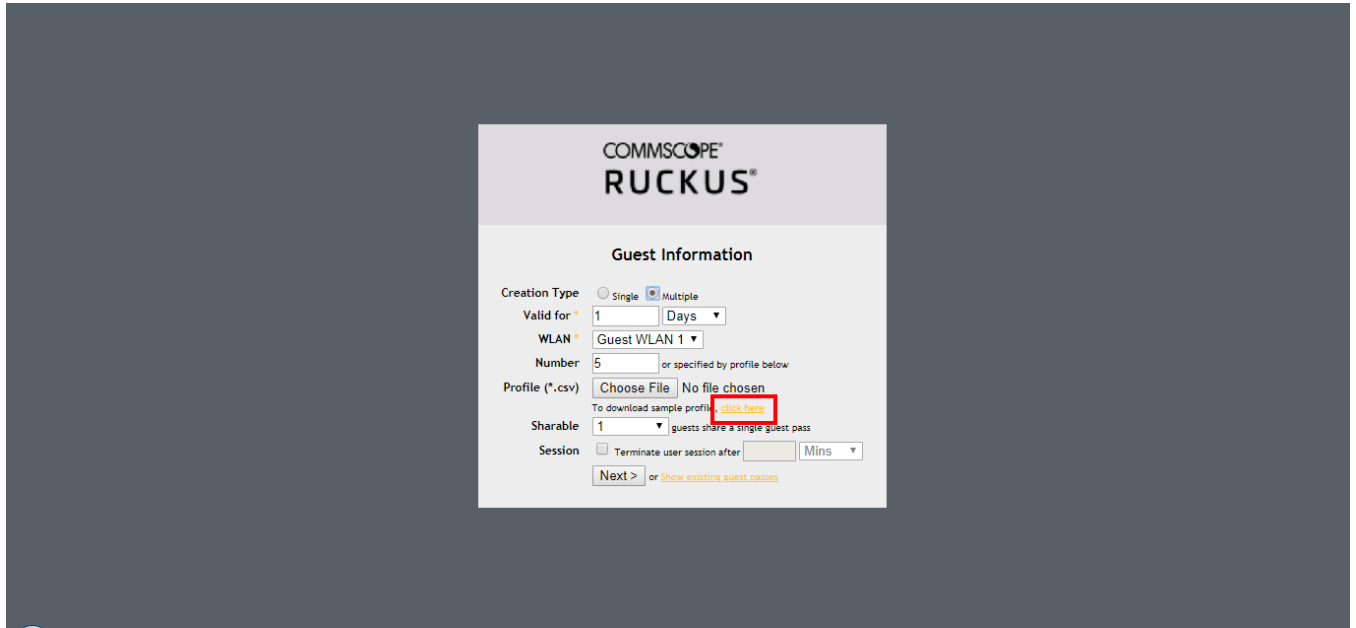 COMMSCOPE®
RUCKUS®
Guest Information
Creation Type Single Multiple
Valid for * 1 Days
WLAN * Guest WLAN 1
Number 5 or specified by profile below
Profile (*.csv) Choose File No file chosen
To download sample profile, click here
Sharable 1 guests share a single guest pass
Session Terminate user session after Mins
Next > or Show existing guest passes